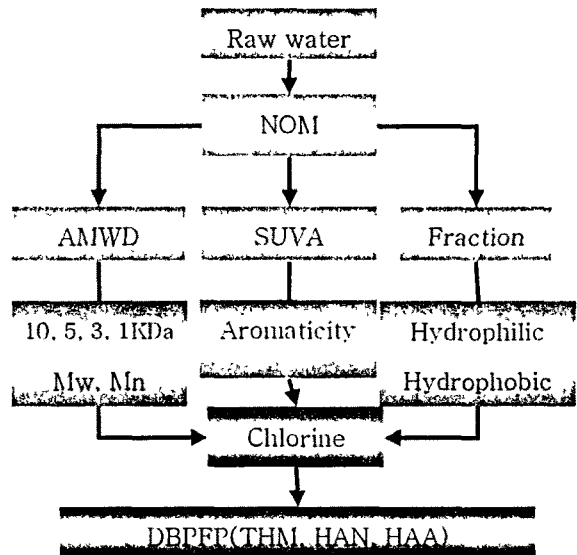 Raw water
NOM
AMWD
SUVA
Fraction
10, 5, 3, 1KDa
Mw, Mn
Aromaticity
Hydrophilic
Hydrophobic
Chlorine
DBPFP(THM, HAN, HAA)